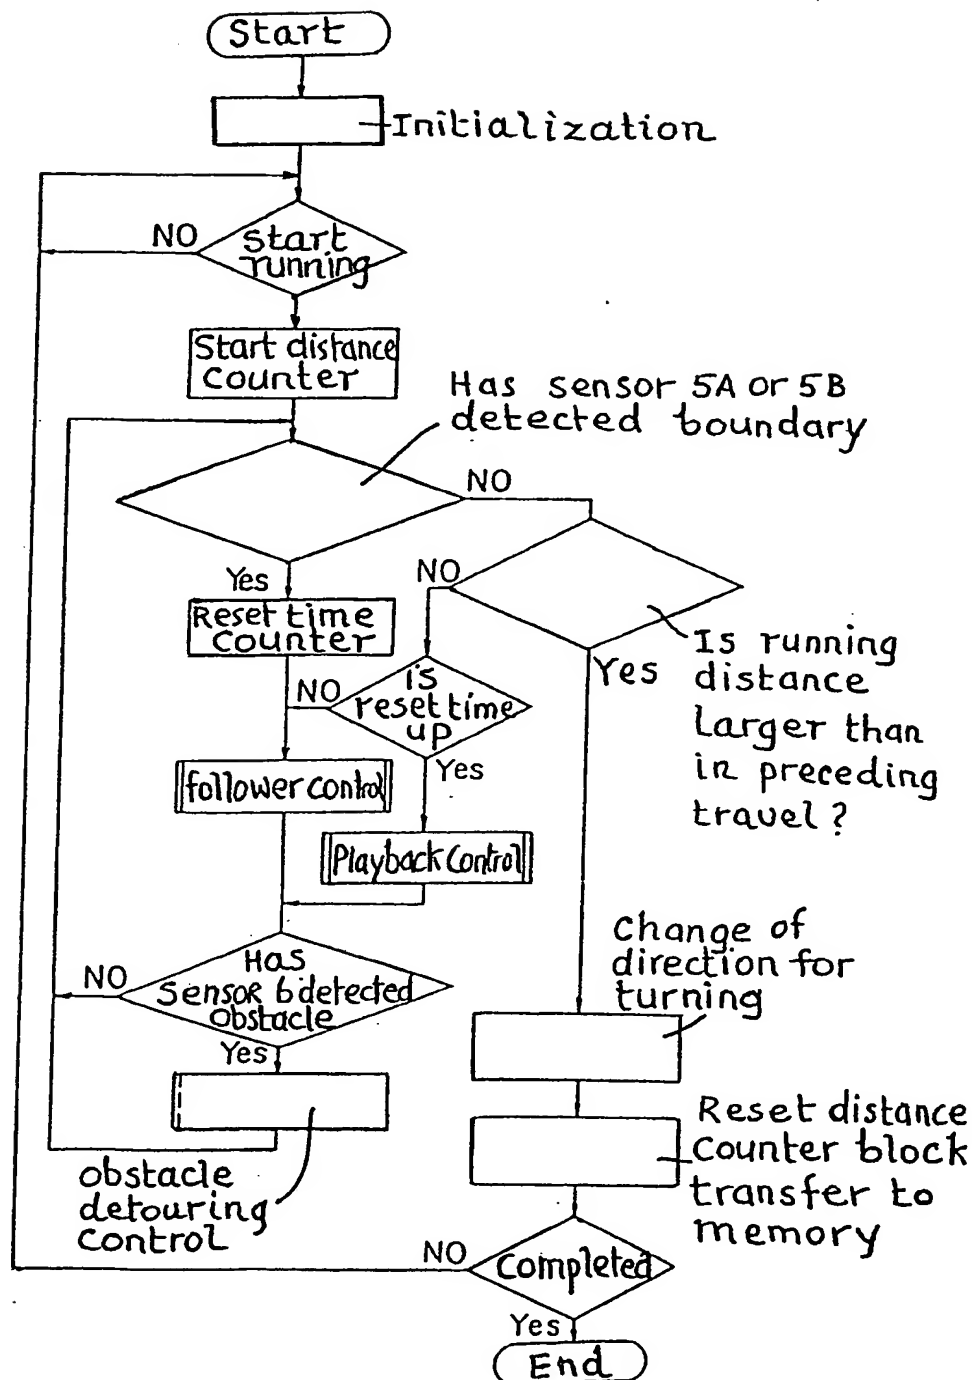 Start
Initialization
NO
Start
running
Start distance
counter
Has sensor 5A or 5B
detected boundary
NO
Yes
NO
Reset time
counter
Is running
distance
larger than
in preceding
travel?
Yes
NO
is
reset time
up
Yes
follower control
Playback Control
Change of
direction for
turning
NO
Has
Sensor 6 detected
obstacle
Yes
Reset distance
Counter block
transfer to
memory
obstacle
detouring
control
NO
Completed
Yes
End